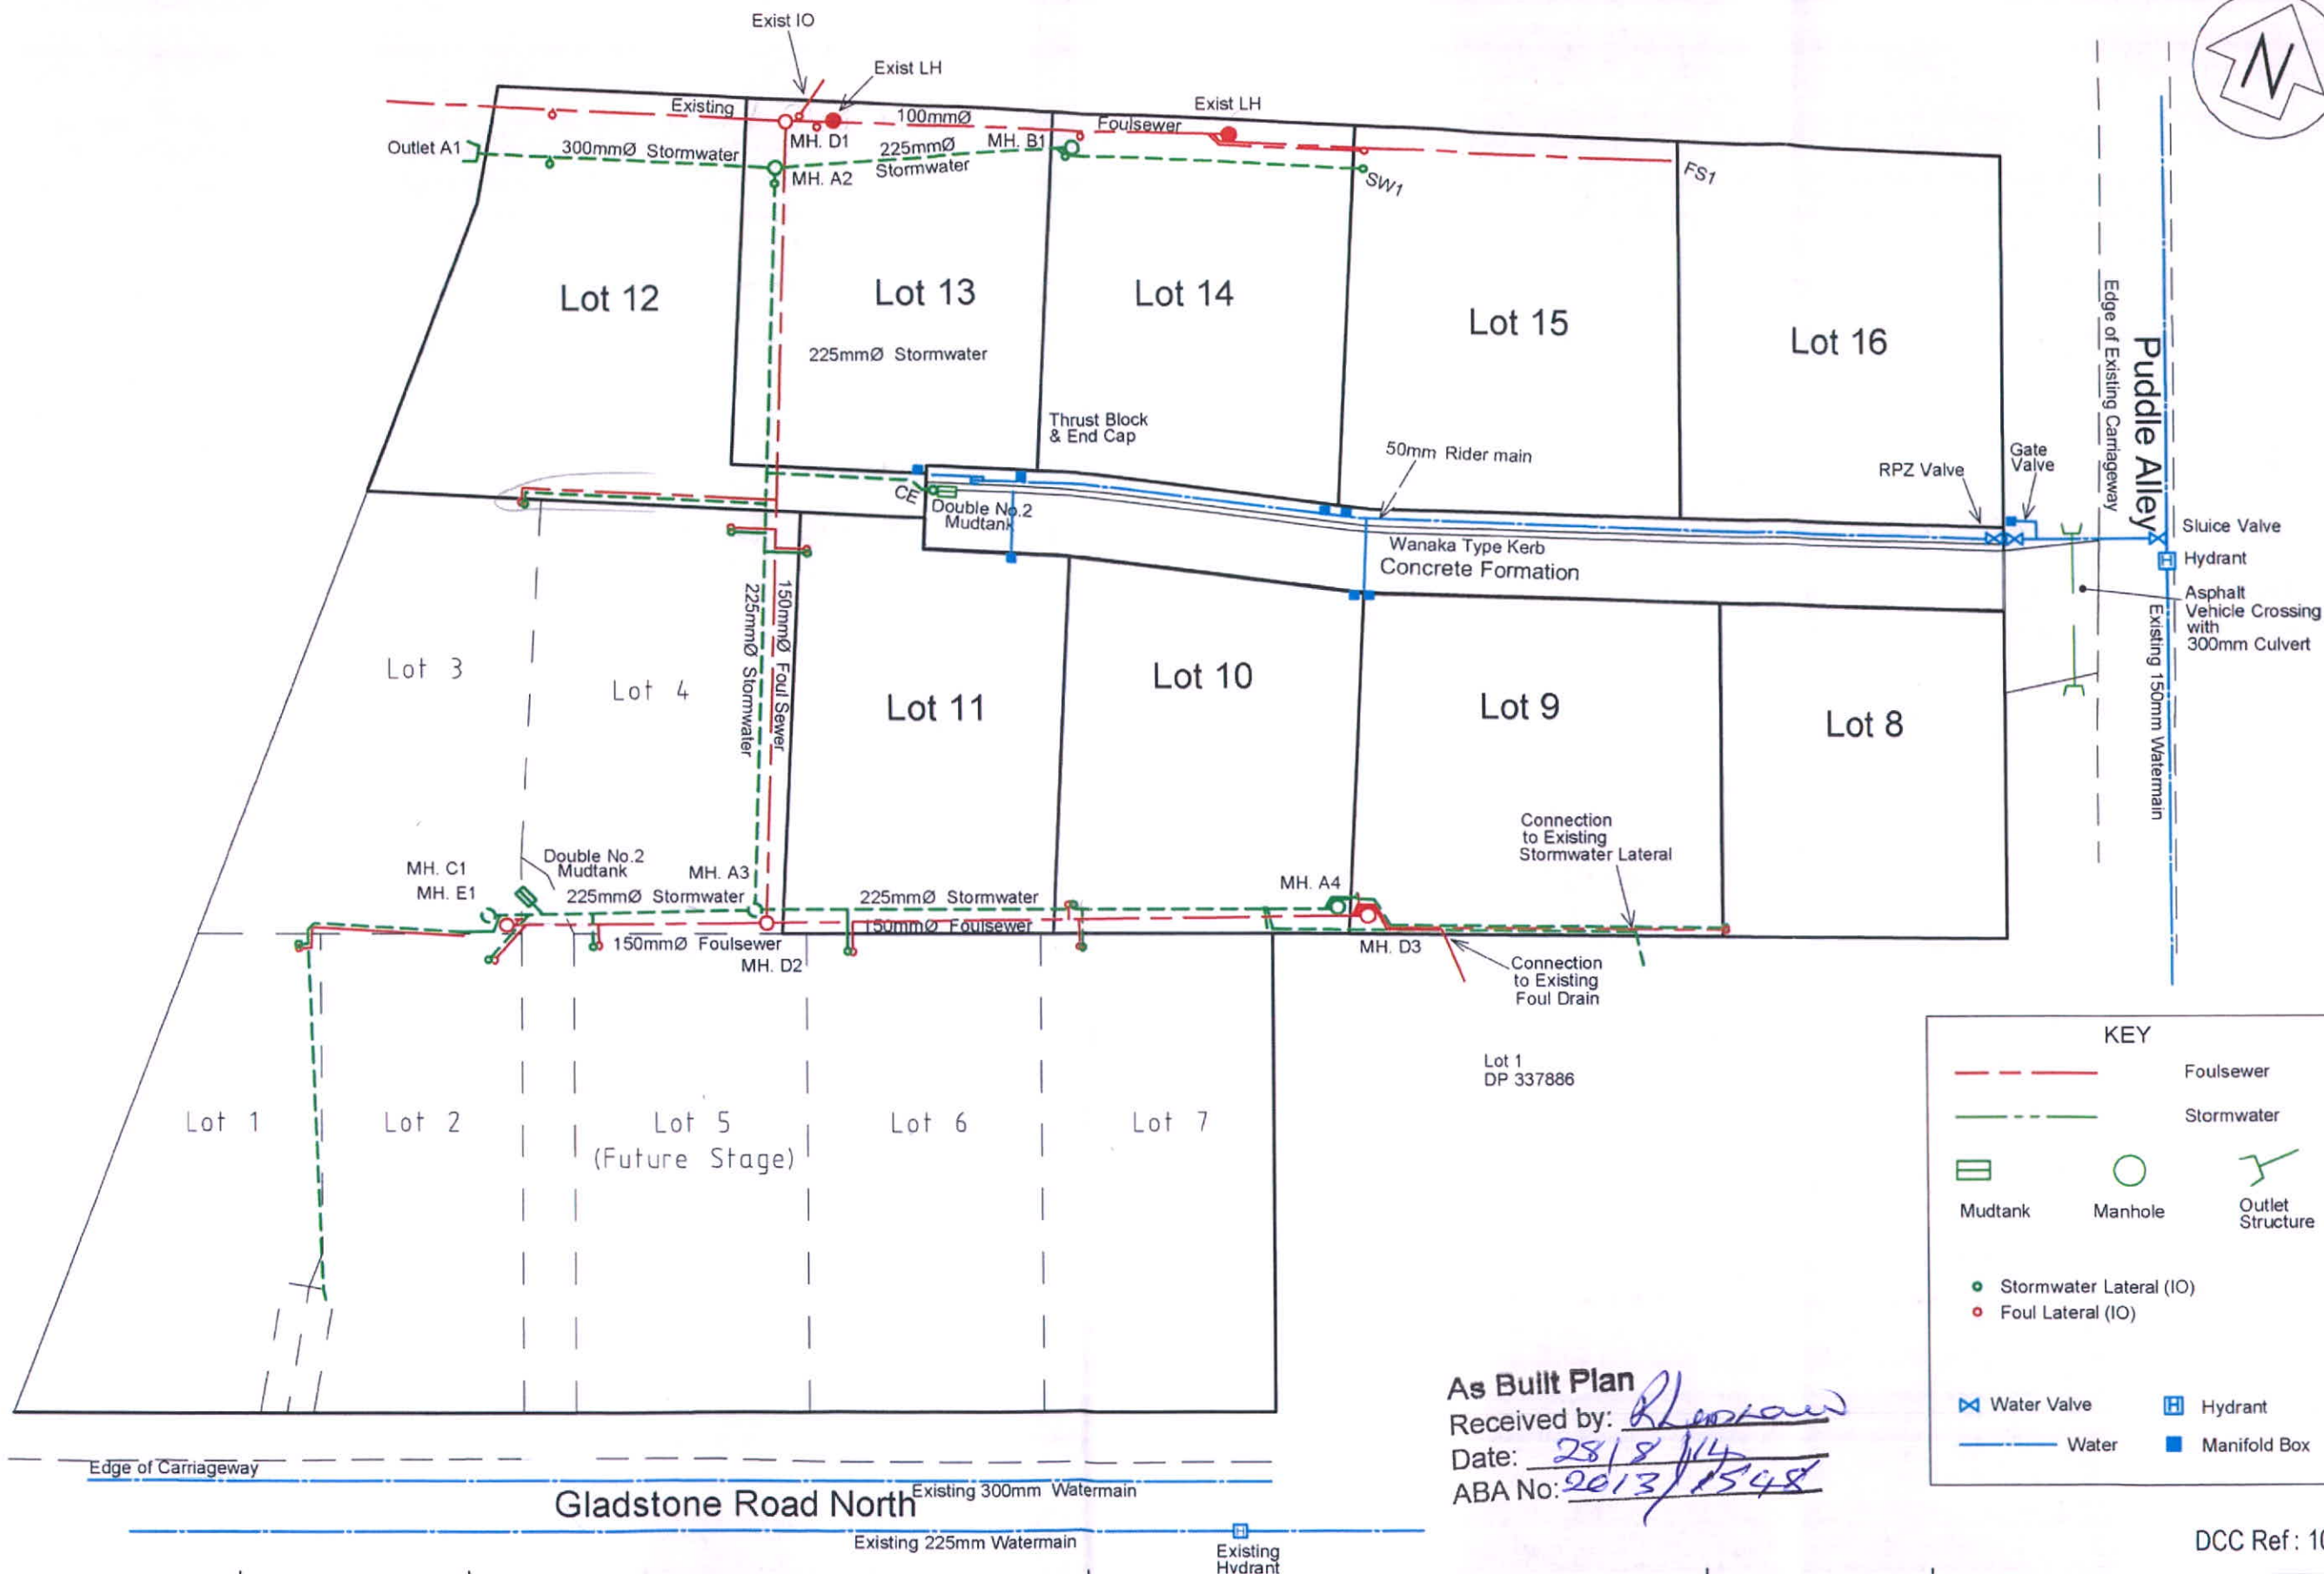 Exist IO
Exist LH
N
Existing
100mmØ
Exist LH
Foulsewer
Outlet A1
300mmØ Stormwater
MH. D1
225mmØ
Stormwater
MH. B1
MH. A2
SW1
FS1
Lot 12
Lot 13
Lot 14
Lot 15
Lot 16
225mmØ Stormwater
Thrust Block
& End Cap
50mm Rider main
RPZ Valve
Gate
Valve
Edge of Existing Carriageway
Puddle Alley
CE
Double No.2
Mudtank
Wanaka Type Kerb
Concrete Formation
Sluice Valve
Hydrant
Asphalt
Vehicle Crossing
with
300mm Culvert
Existing 150mm Watermain
Lot 3
Lot 4
225mmØ Stormwater
150mmØ Foul Sewer
Lot 11
Lot 10
Lot 9
Lot 8
Connection
to Existing
Stormwater Lateral
MH. C1
MH. E1
Double No.2
Mudtank
MH. A3
225mmØ Stormwater
225mmØ Stormwater
MH. A4
150mmØ Foulsewer
150mmØ Foulsewer
MH. D2
MH. D3
Connection
to Existing
Foul Drain
Lot 1
DP 337886
Lot 1
Lot 2
Lot 5
(Future Stage)
Lot 6
Lot 7
KEY
Foulsewer
Stormwater
Mudtank
Manhole
Outlet
Structure
Stormwater Lateral (IO)
Foul Lateral (IO)
Water Valve
H Hydrant
Water
Manifold Box
As Built Plan
Received by:
Date: 28/8/14
ABA No: 2013/1548
Edge of Carriageway
Existing 300mm Watermain
Gladstone Road North
Existing 225mm Watermain
H
Existing
Hydrant
DCC Ref : 10